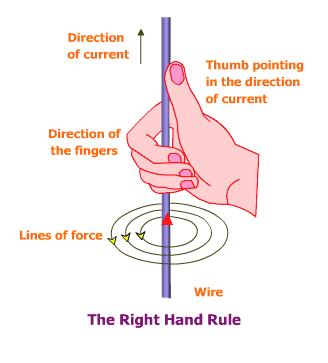 Direction
of current
Thumb pointing
in the direction
of current
Direction of
the fingers
Lines of force
Wire
The Right Hand Rule